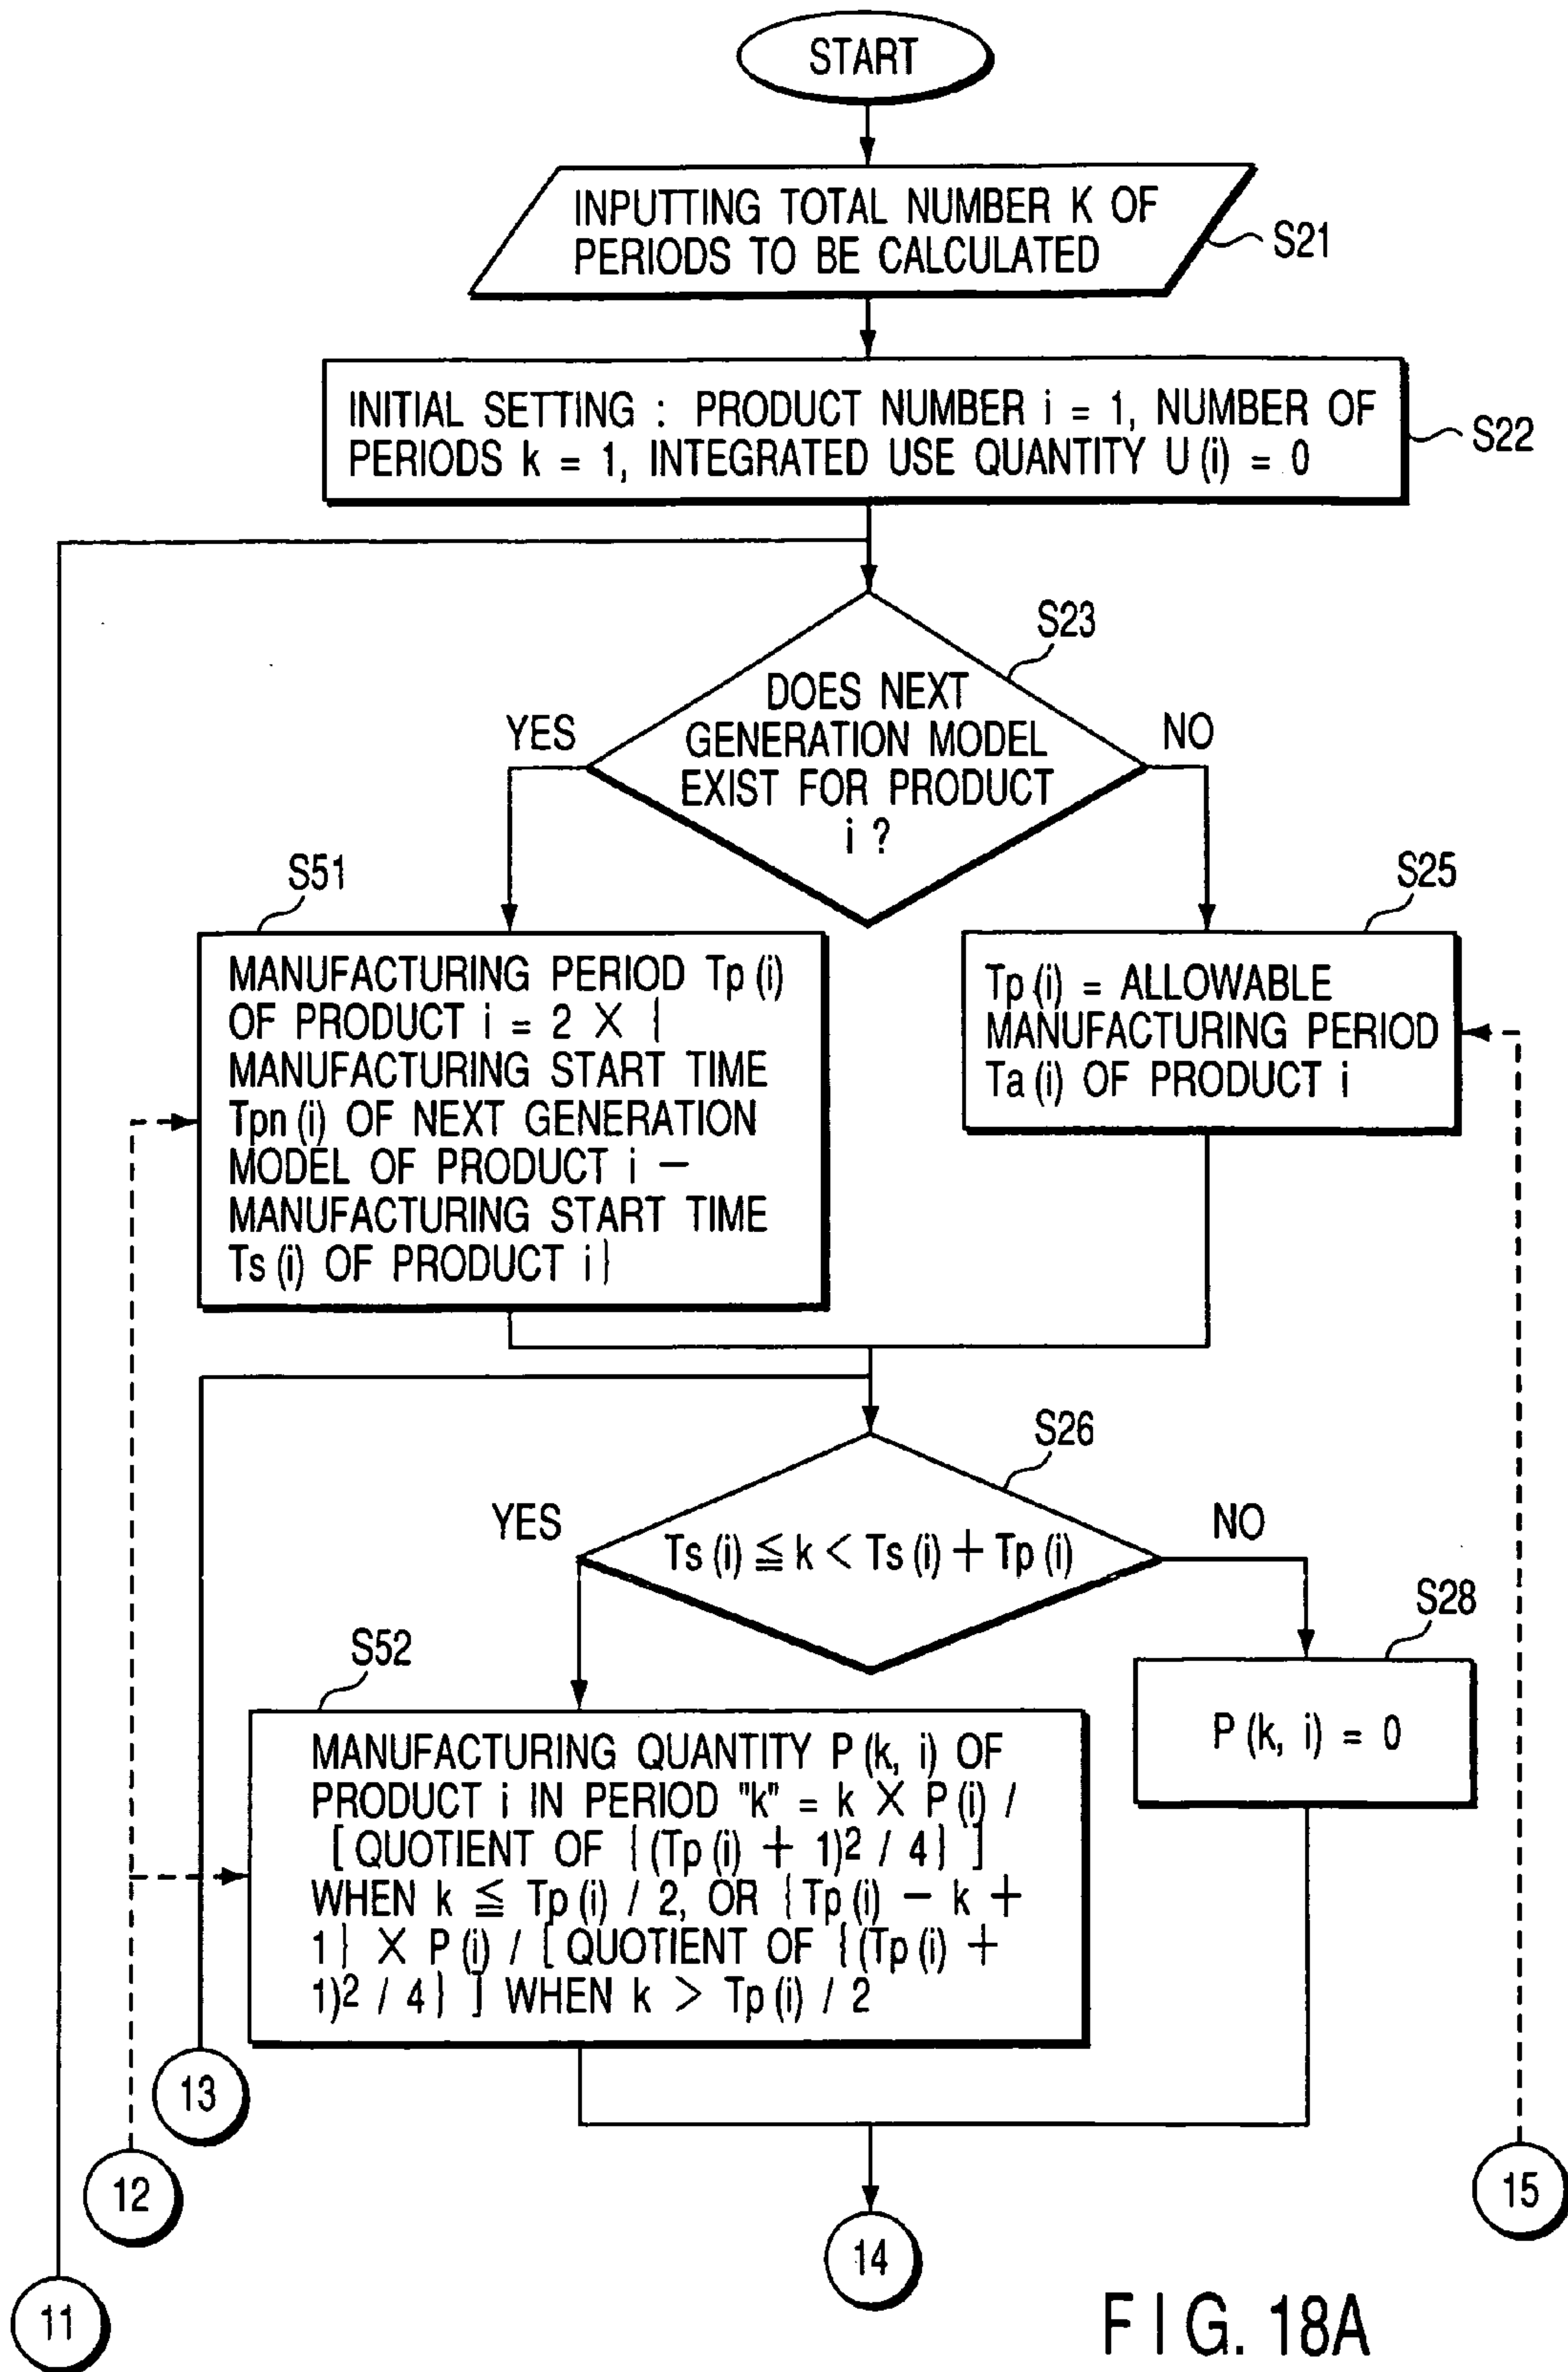 START
INPUTTING TOTAL NUMBER K OF
PERIODS TO BE CALCULATED
S21
INITIAL SETTING : PRODUCT NUMBER i = 1, NUMBER OF
PERIODS k = 1, INTEGRATED USE QUANTITY U (i) = 0
S22
S23
DOES NEXT
GENERATION MODEL
EXIST FOR PRODUCT
i ?
YES
NO
S51
MANUFACTURING PERIOD Tp (i)
OF PRODUCT i = 2 X {
MANUFACTURING START TIME
Tpn (i) OF NEXT GENERATION
MODEL OF PRODUCT i −
MANUFACTURING START TIME
Ts (i) OF PRODUCT i }
S25
Tp (i) = ALLOWABLE
MANUFACTURING PERIOD
Ta (i) OF PRODUCT i
S26
YES
NO
Ts (i) ≦ k < Ts (i) + Tp (i)
S52
MANUFACTURING QUANTITY P (k, i) OF
PRODUCT i IN PERIOD "k" = k X P (i) /
[ QUOTIENT OF { (Tp (i) + 1)2 / 4} ]
WHEN k ≦ Tp (i) / 2, OR {Tp (i) − k +
1} X P (i) / [ QUOTIENT OF { (Tp (i) +
1)2 / 4} ] WHEN k > Tp (i) / 2
S28
P (k, i) = 0
13
12
15
14
11
FIG. 18A